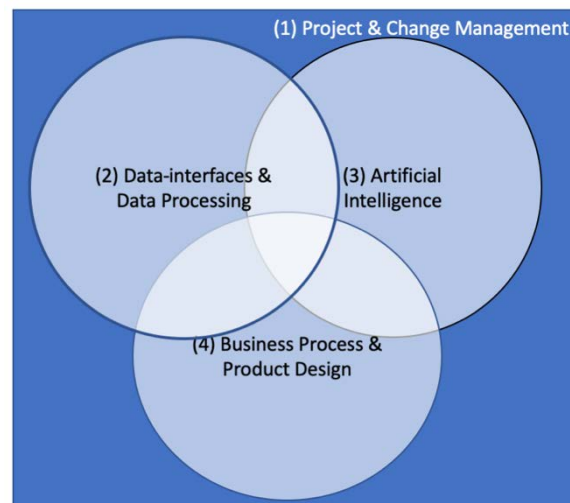 (1) Project & Change Management
(2) Data-interfaces &
Data Processing
(3) Artificial
Intelligence
(4) Business Process &
Product Design